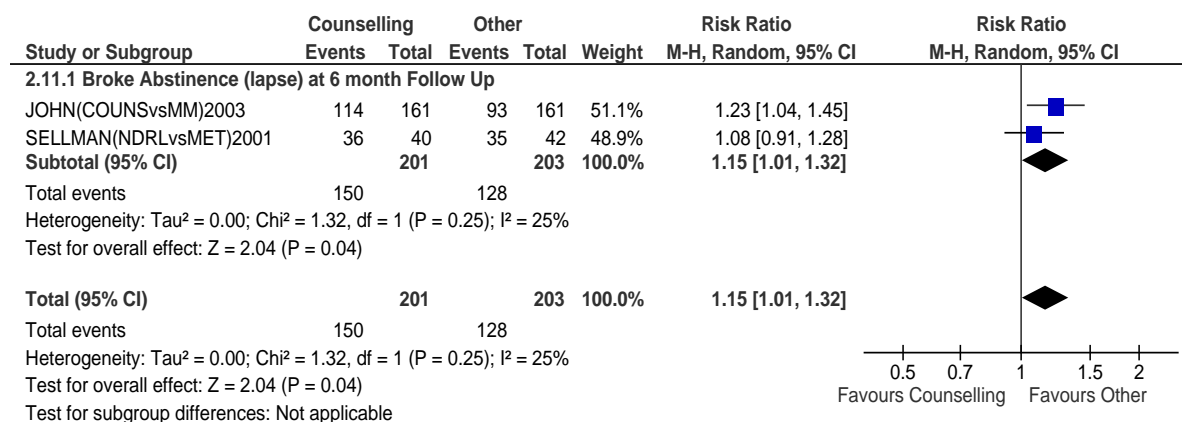 Counselling Other Risk Ratio Risk Ratio
Study or Subgroup Events Total Events Total Weight M-H, Random, 95% CI M-H, Random, 95% CI
2.11.1 Broke Abstinence (lapse) at 6 month Follow Up
JOHN(COUNSvsMM)2003 114 161 93 161 51.1% 1.23 [1.04, 1.45]
SELLMAN(NDRLvsMET)2001 36 40 35 42 48.9% 1.08 [0.91, 1.28]
Subtotal (95% CI) 201 203 100.0% 1.15 [1.01, 1.32]
Total events 150 128
Heterogeneity: Tau² = 0.00; Chi² = 1.32, df = 1 (P = 0.25); I² = 25%
Test for overall effect: Z = 2.04 (P = 0.04)
Total (95% CI) 201 203 100.0% 1.15 [1.01, 1.32]
Total events 150 128
Heterogeneity: Tau² = 0.00; Chi² = 1.32, df = 1 (P = 0.25); I² = 25%
Test for overall effect: Z = 2.04 (P = 0.04)
Test for subgroup differences: Not applicable
0.5 0.7 1 1.5 2
Favours Counselling Favours Other